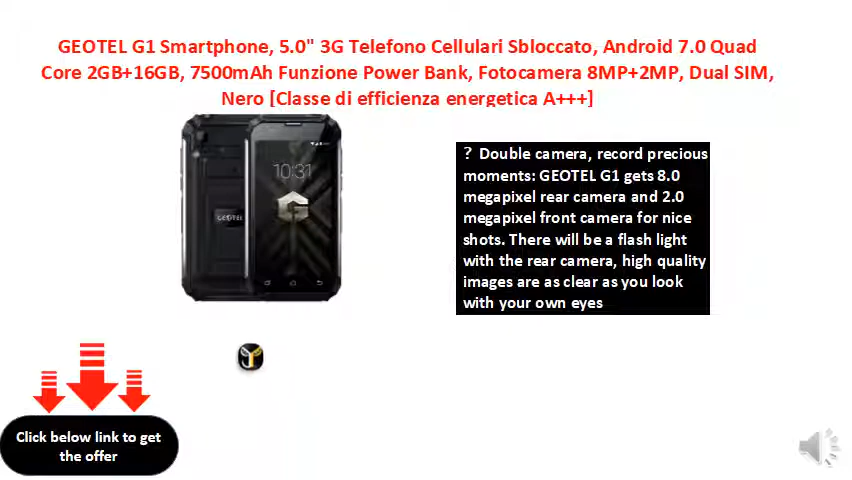 GEOTEL G1 Smartphone, 5.0" 3G Telefono Cellulari Sbloccato, Android 7.0 Quad
Core 2GB+16GB, 7500mAh Funzione Power Bank, Fotocamera 8MP+2MP, Dual SIM,
Nero [Classe di efficienza energetica A+++]
10:31
GEOTEL
? Double camera, record precious
moments: GEOTEL G1 gets 8.0
megapixel rear camera and 2.0
megapixel front camera for nice
shots. There will be a flash light
with the rear camera, high quality
images are as clear as you look
with your own eyes
Click below link to get
the offer